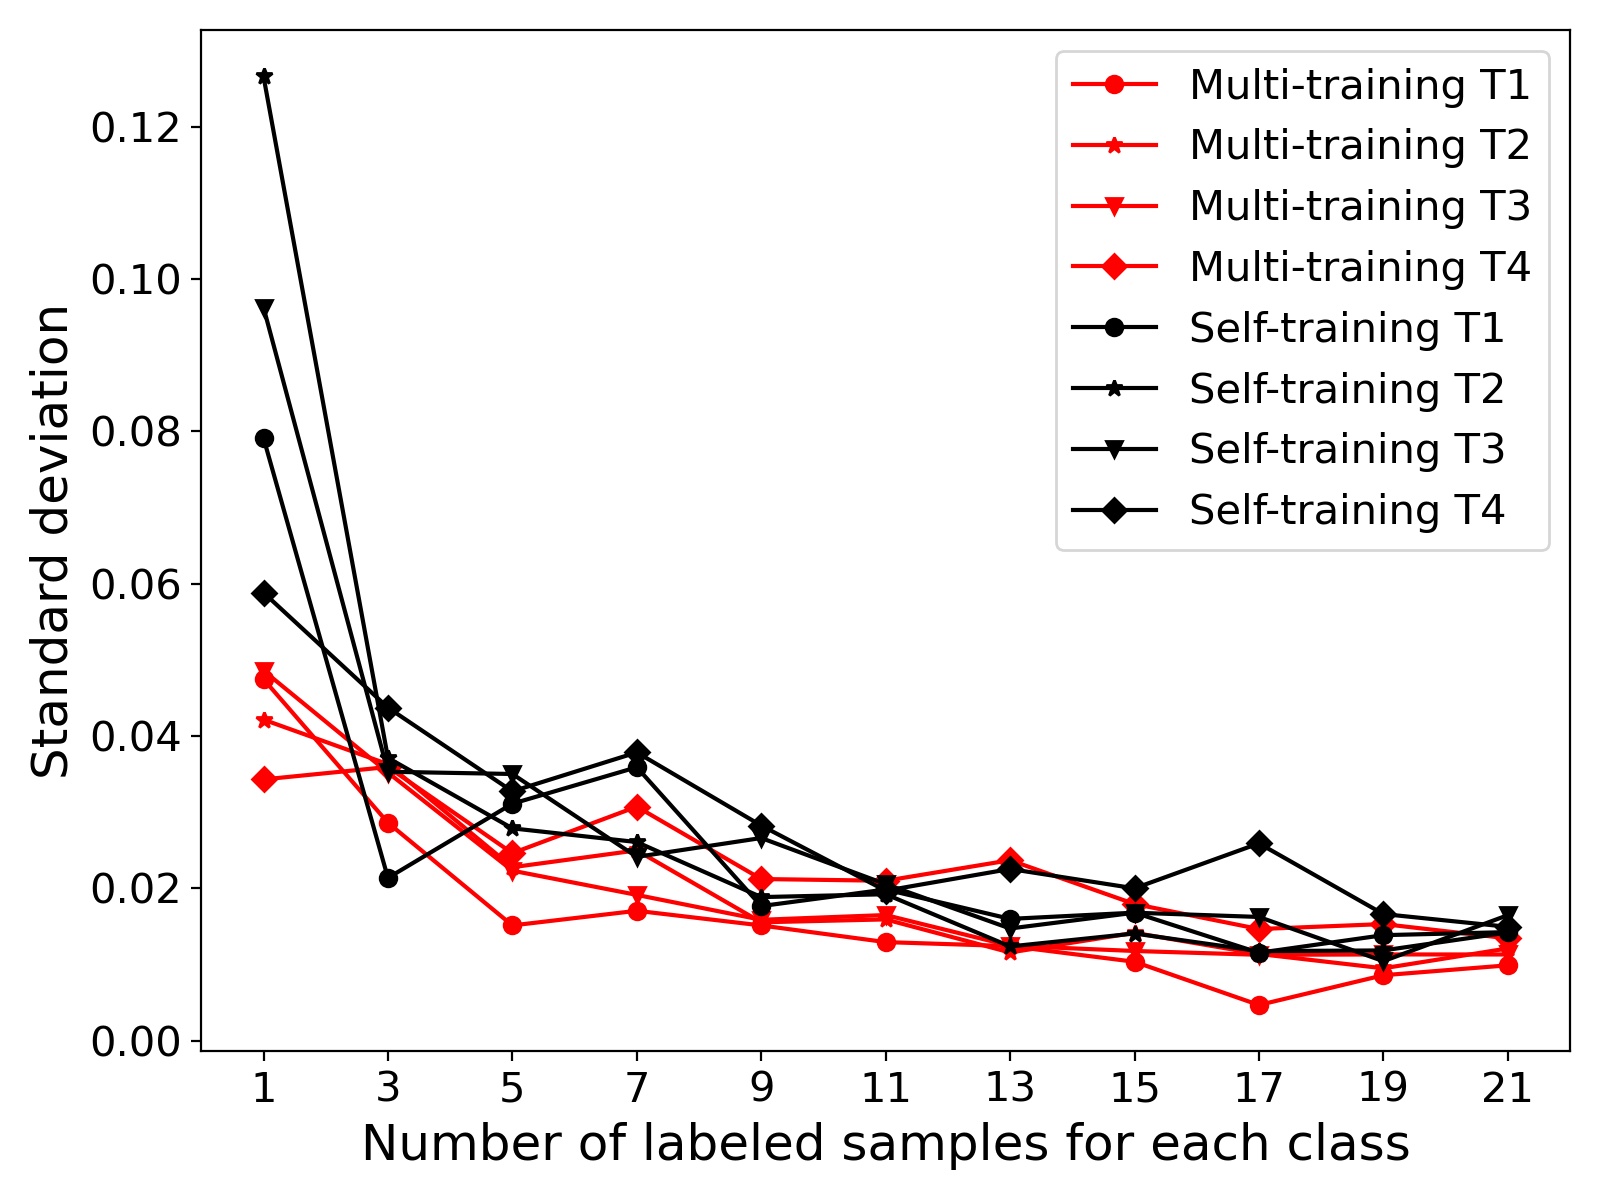 Standard deviation
0.12
0.10
0.08
0.06
0.04
0.02
0.00
Multi-training T1
Multi-training T2
Multi-training T3
Multi-training T4
Self-training T1
Self-training T2
Self-training T3
Self-training T4
1 3 5 7 9 11 13 15 17 19 21
Number of labeled samples for each class